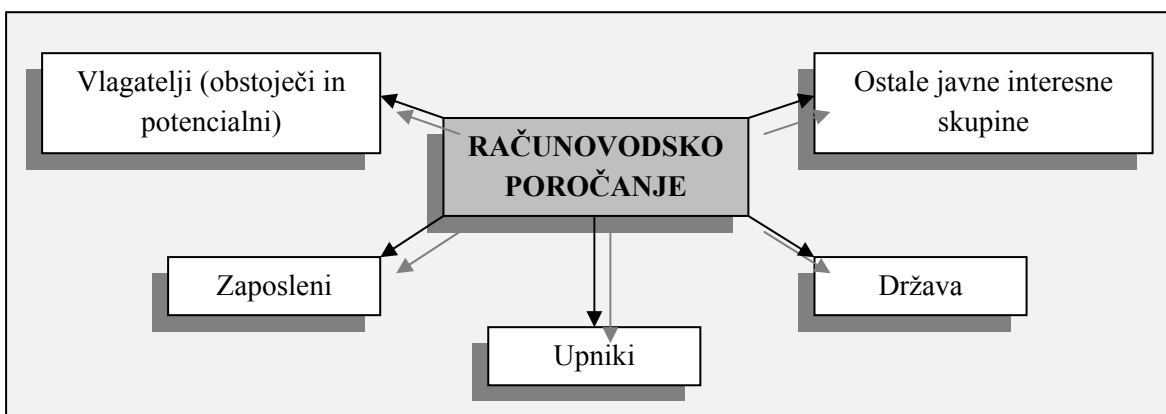 Vlagatelji (obstoječi in
potencialni)
Ostale javne interesne
skupine
RAČUNOVODSKO
POROČANJE
Zaposleni
Država
Upniki